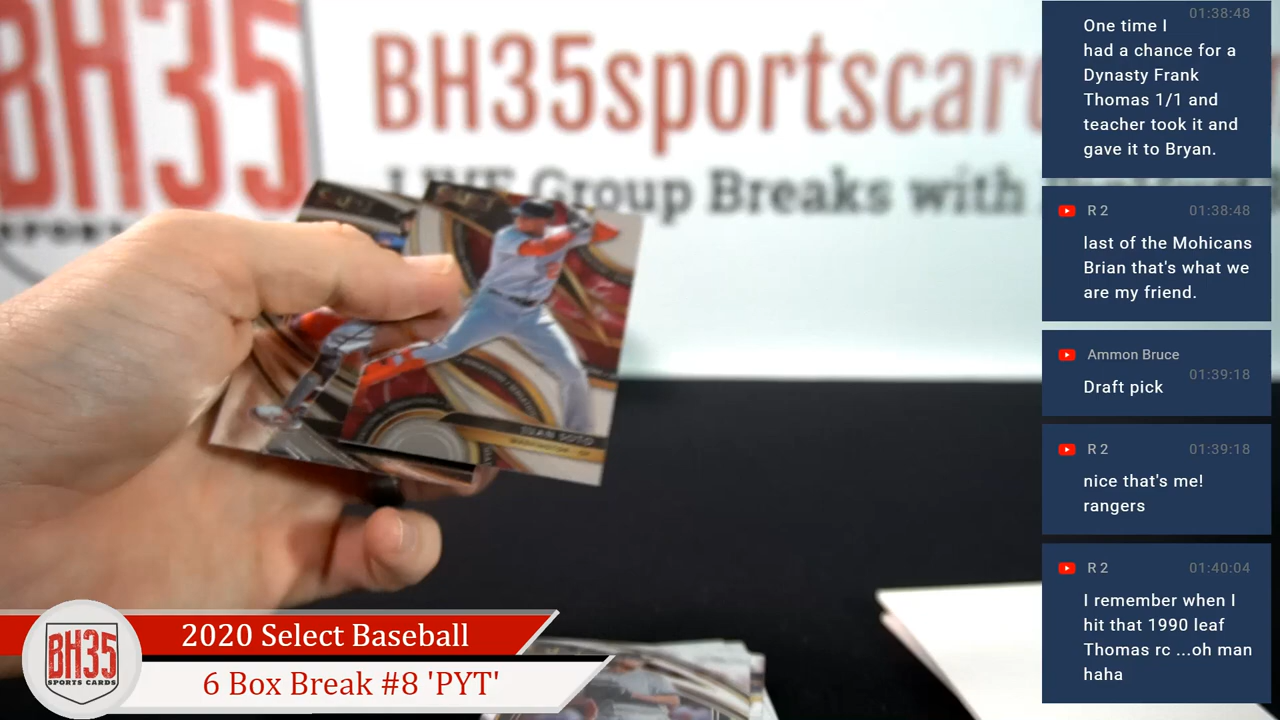 BH35
SPORTS
BH35sportscar
LIVE Group Breaks with
JUAN SOTO
WASHINGTON - OF
2020 Select Baseball
6 Box Break #8 'PYT'
BH35
SPORTS CARDS
01:38:48
One time I
had a chance for a
Dynasty Frank
Thomas 1/1 and
teacher took it and
gave it to Bryan.
R 2 01:38:48
last of the Mohicans
Brian that's what we
are my friend.
Ammon Bruce
01:39:18
Draft pick
R 2 01:39:18
nice that's me!
rangers
R 2 01:40:04
I remember when I
hit that 1990 leaf
Thomas rc ...oh man
haha